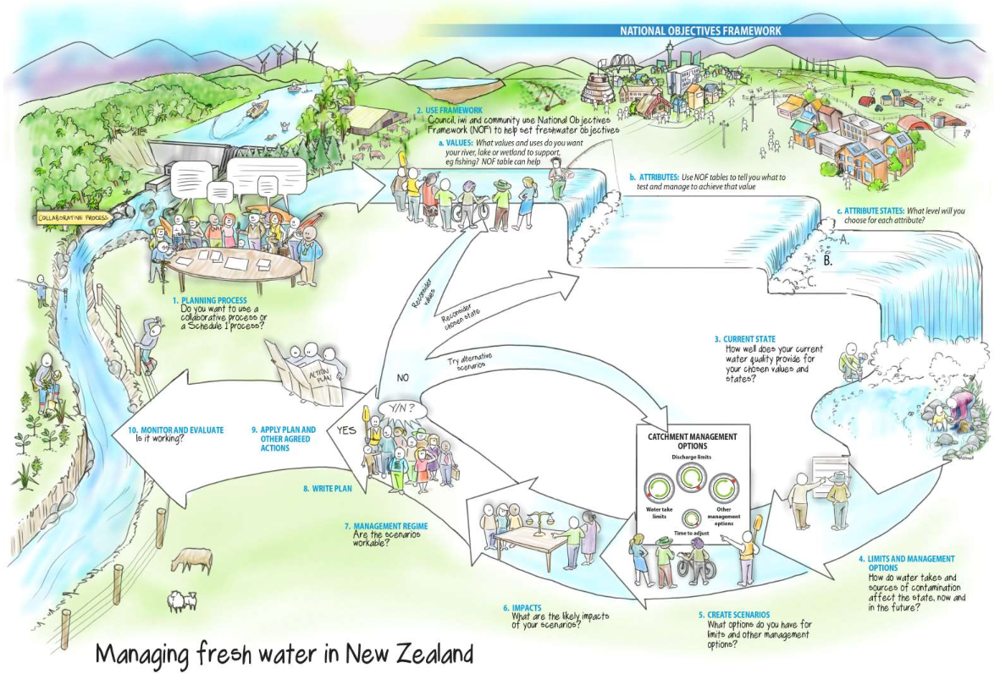 NATIONAL OBJECTIVES FRAMEWORK
2. USE FRAMEWORK
Council, iwi and community use National Objectives
Framework (NOF) to help set freshwater objectives
a. VALUES: What values and uses do you want
your river, lake or wetland to support,
eg fishing? NOF table can help
b. ATTRIBUTES: Use NOF tables to tell you what to
test and manage to achieve that value
c. ATTRIBUTE STATES: What level will you
choose for each attribute?
A.
B.
C.
COLLABORATIVE PROCESS
1. PLANNING PROCESS
Do you want to use a
collaborative process or
a Schedule 1 process?
Reconsider
values
Reconsider
chosen state
Try alternative
scenarios
NO
Y/N?
YES
ACTION
PLAN
3. CURRENT STATE
How well does your current
water quality provide for
your chosen values and
states?
CATCHMENT MANAGEMENT
OPTIONS
Discharge limits
Water take
limits
Other
management
options
Time to adjust
4. LIMITS AND MANAGEMENT
OPTIONS
How do water takes and
sources of contamination
affect the state, now and
in the future?
5. CREATE SCENARIOS
What options do you have for
limits and other management
options?
6. IMPACTS
What are the likely impacts
of your scenarios?
7. MANAGEMENT REGIME
Are the scenarios
workable?
8. WRITE PLAN
9. APPLY PLAN AND
OTHER AGREED
ACTIONS
10. MONITOR AND EVALUATE
Is it working?
Managing fresh water in New Zealand